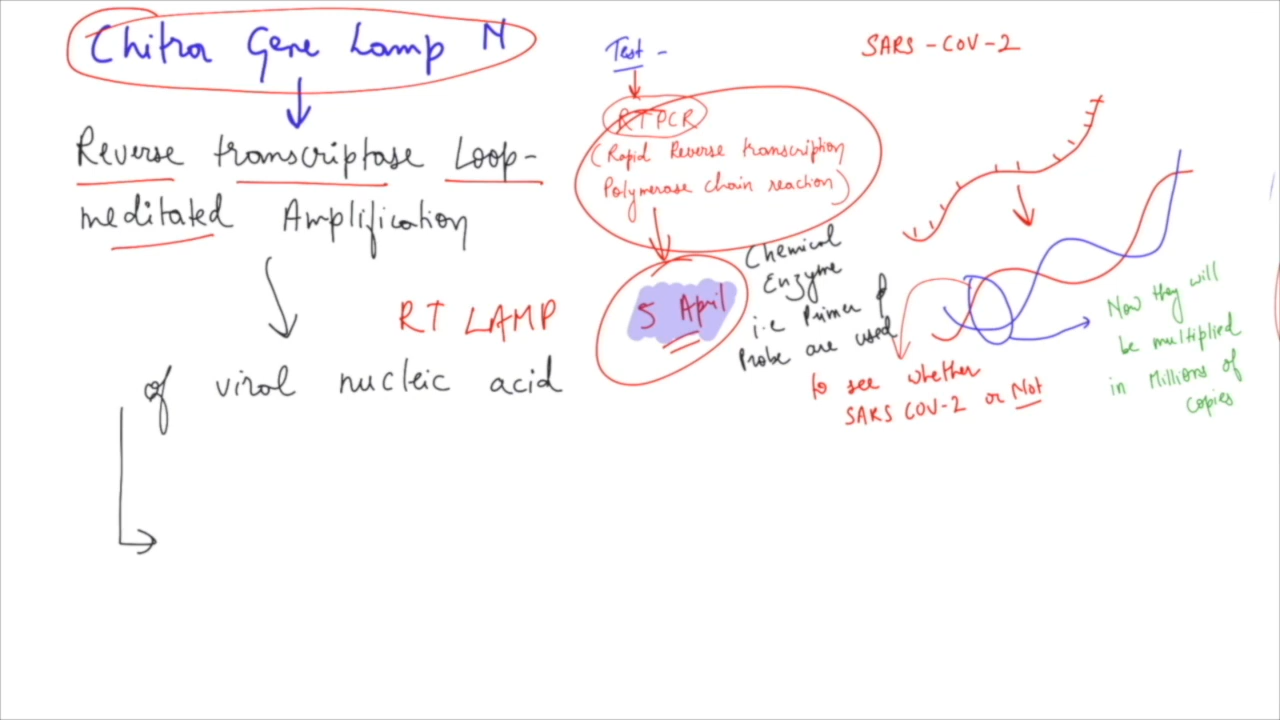 Chitra Gene Lamp N
Reverse transcriptase Loop-
meditated Amplification
RT LAMP
of viral nucleic acid
Test -
RTPCR
(Rapid Reverse transcription
Polymerase chain reaction)
5 April
Chemical
Enzyme
i.e Primer &
Probe are used
to see whether
SARS COV-2 or Not
SARS - COV - 2
Now they will
be multiplied
in Millions of
copies